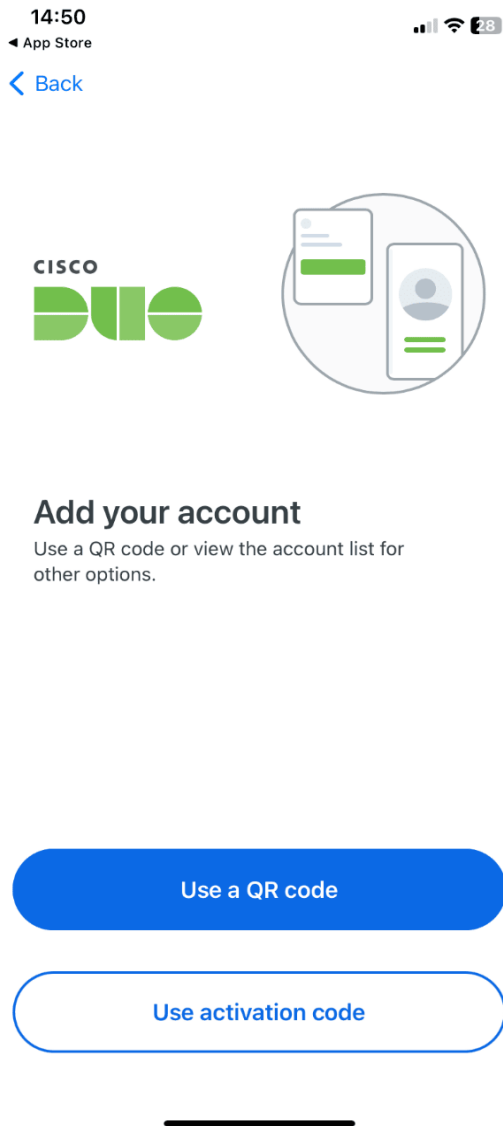 14:50
28
◀ App Store
Back
CISCO
DUO
Add your account
Use a QR code or view the account list for
other options.
Use a QR code
Use activation code